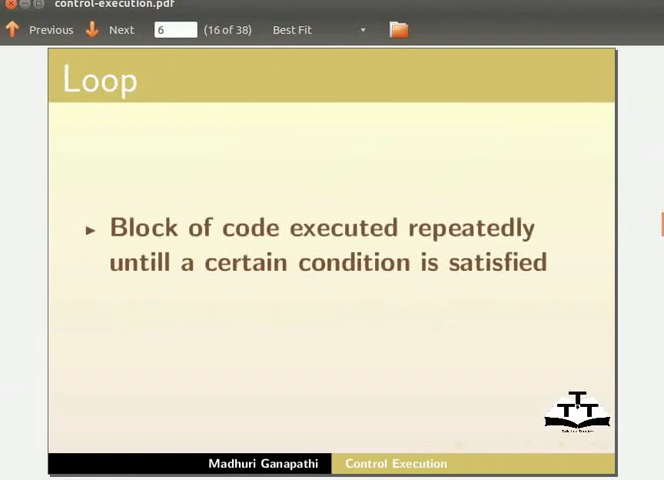 control-execution.pdf
Previous Next 6 (16 of 38) Best Fit
Loop
Block of code executed repeatedly
untill a certain condition is satisfied
Madhuri Ganapathi Control Execution